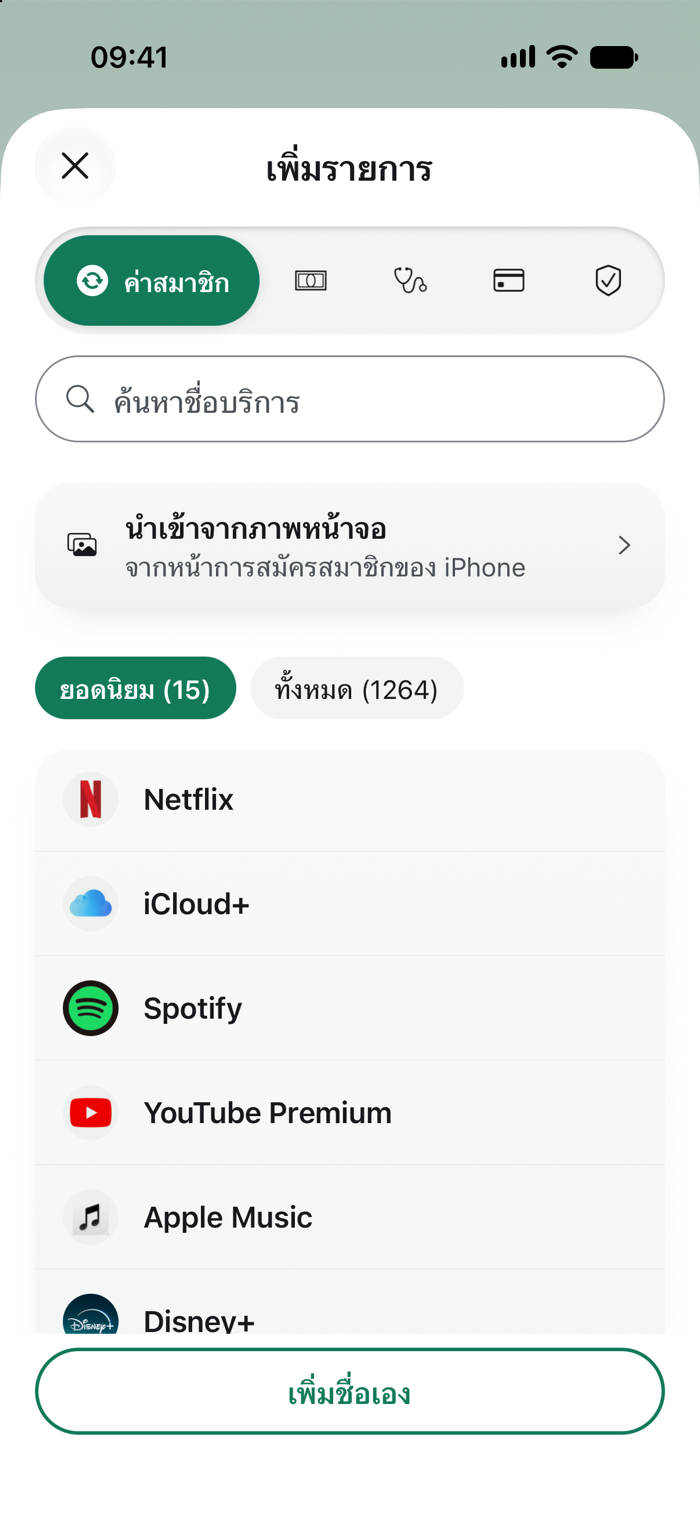 09:41
เพิ่มรายการ
ค่าสมาชิก
ค้นหาชื่อบริการ
นำเข้าจากภาพหน้าจอ
จากหน้าการสมัครสมาชิกของ iPhone
ยอดนิยม (15) ทั้งหมด (1264)
Netflix
iCloud+
Spotify
YouTube Premium
Apple Music
Disney+ Disney+
เพิ่มชื่อเอง